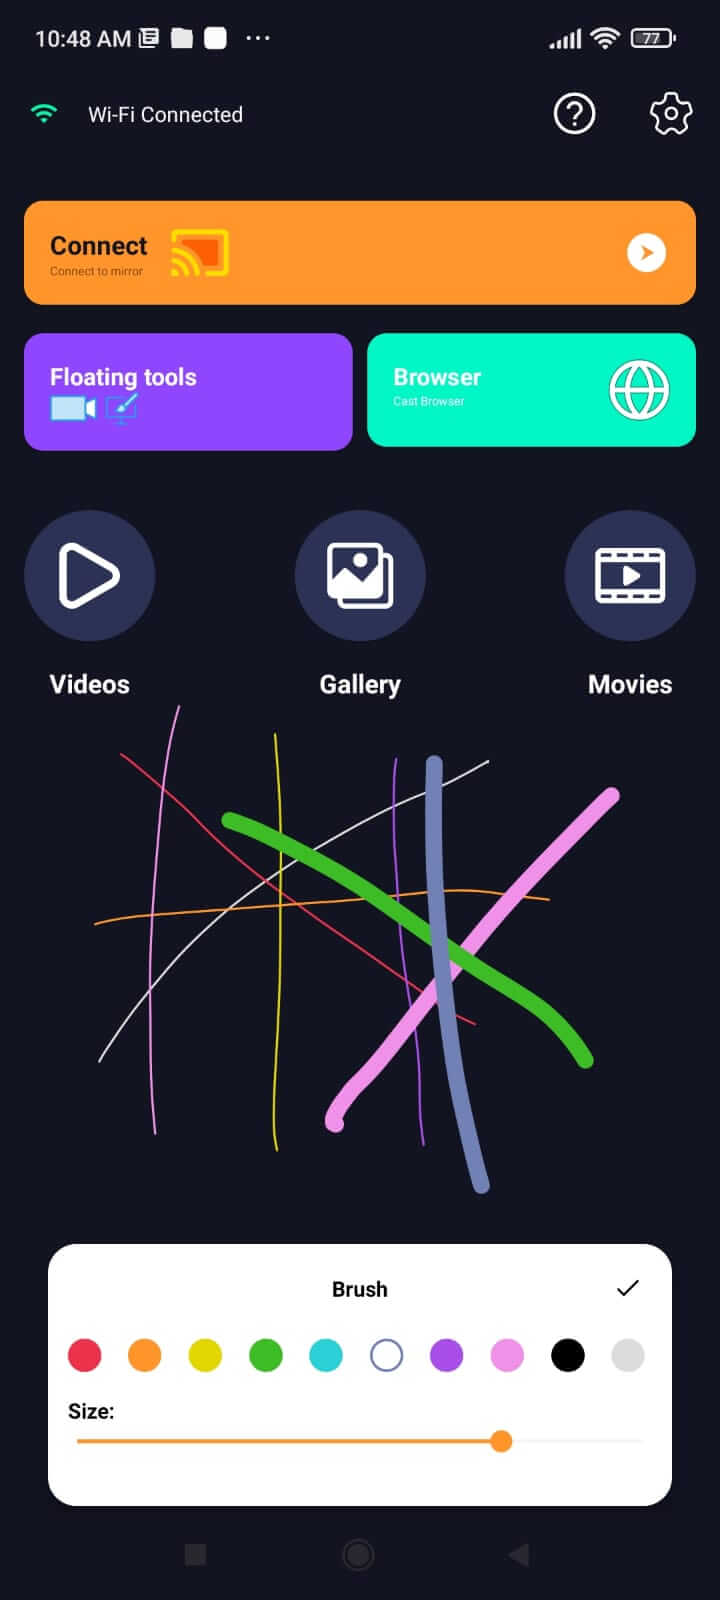 10:48 AM
77
Wi-Fi Connected
Connect
Connect to mirror
Floating tools
Browser
Cast Browser
Videos
Gallery
Movies
Brush
Size: